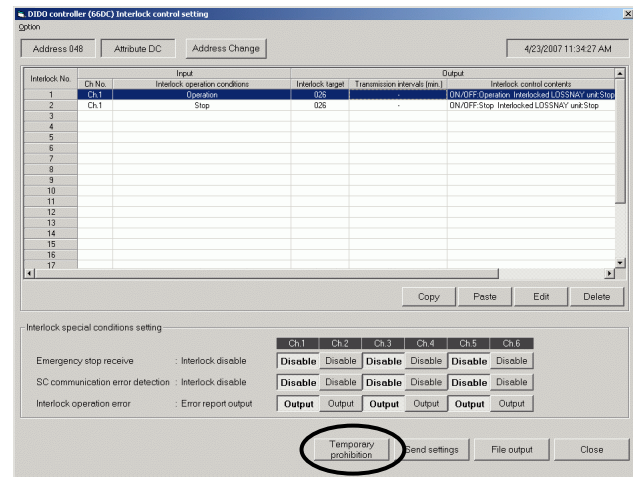 DIDO controller (66DC) Interlock control setting
Option
Address 048 Attribute DC Address Change 4/23/2007 11:34:27 AM
Interlock No. Input Output
Ch No. Interlock operation conditions Interlock target Transmission intervals (min.) Interlock control contents
1 Ch.1 Operation 026 - ON/OFF:Operation Interlocked LOSSNAY unit:Stop
2 Ch.1 Stop 026 - ON/OFF:Stop Interlocked LOSSNAY unit:Stop
3
4
5
6
7
8
9
10
11
12
13
14
15
16
17
Copy Paste Edit Delete
Interlock special conditions setting
Ch.1 Ch.2 Ch.3 Ch.4 Ch.5 Ch.6
Emergency stop receive : Interlock disable Disable Disable Disable Disable Disable Disable
SC communication error detection : Interlock disable Disable Disable Disable Disable Disable Disable
Interlock operation error : Error report output Output Output Output Output Output Output
Temporary prohibition Send settings File output Close